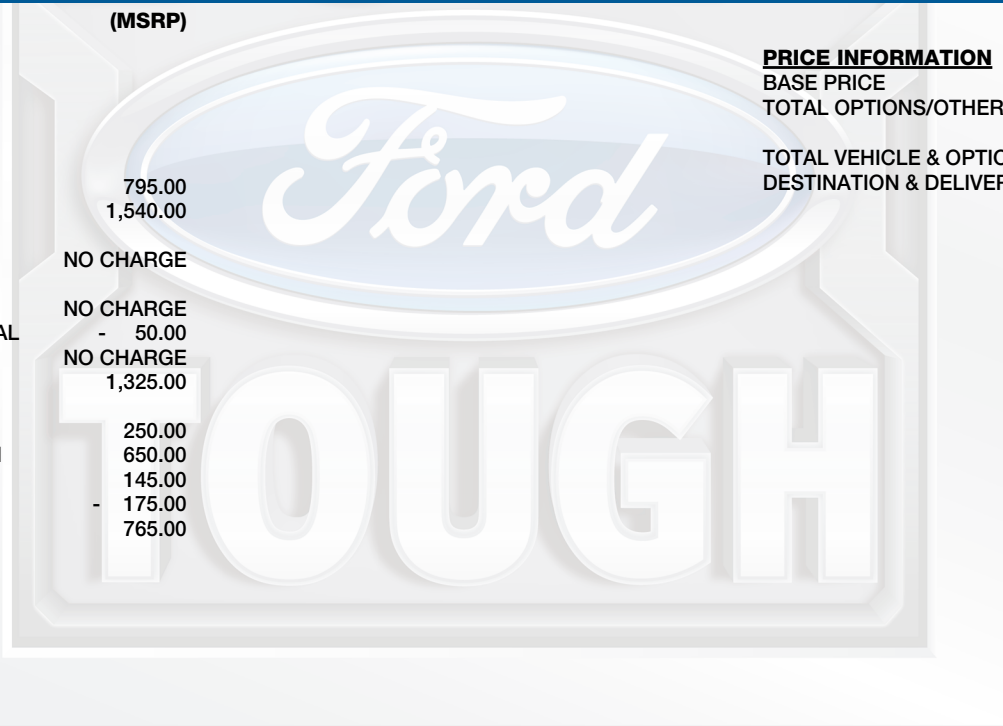 (MSRP)
795.00
1,540.00
NO CHARGE
NO CHARGE
AL - 50.00
NO CHARGE
1,325.00
250.00
650.00
145.00
- 175.00
765.00
PRICE INFORMATION
BASE PRICE
TOTAL OPTIONS/OTHER
TOTAL VEHICLE & OPTIO
DESTINATION & DELIVER
Ford
TOUGH